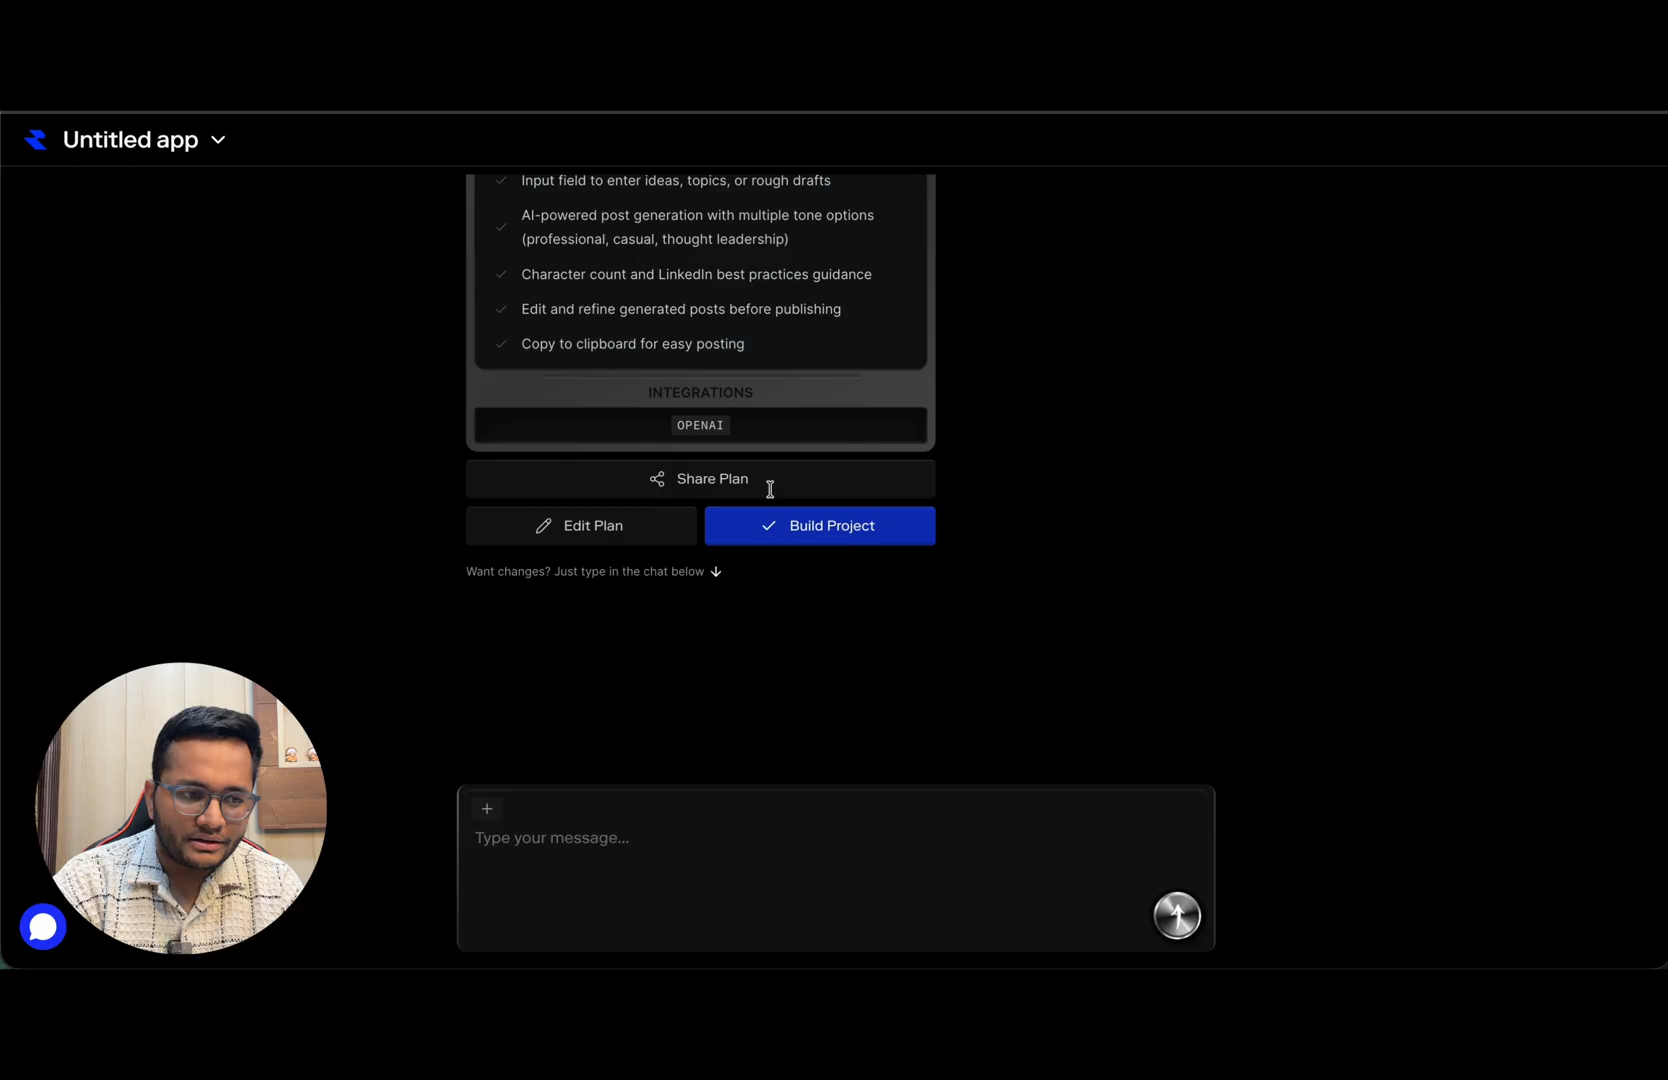 Untitled app
Input field to enter ideas, topics, or rough drafts
AI-powered post generation with multiple tone options
(professional, casual, thought leadership)
Character count and LinkedIn best practices guidance
Edit and refine generated posts before publishing
Copy to clipboard for easy posting
INTEGRATIONS
OPENAI
Share Plan
Edit Plan
Build Project
Want changes? Just type in the chat below
Type your message...